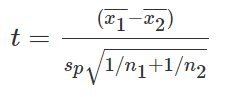 t = (x̅₁−x̅₂) / sₚ√1/n₁+1/n₂